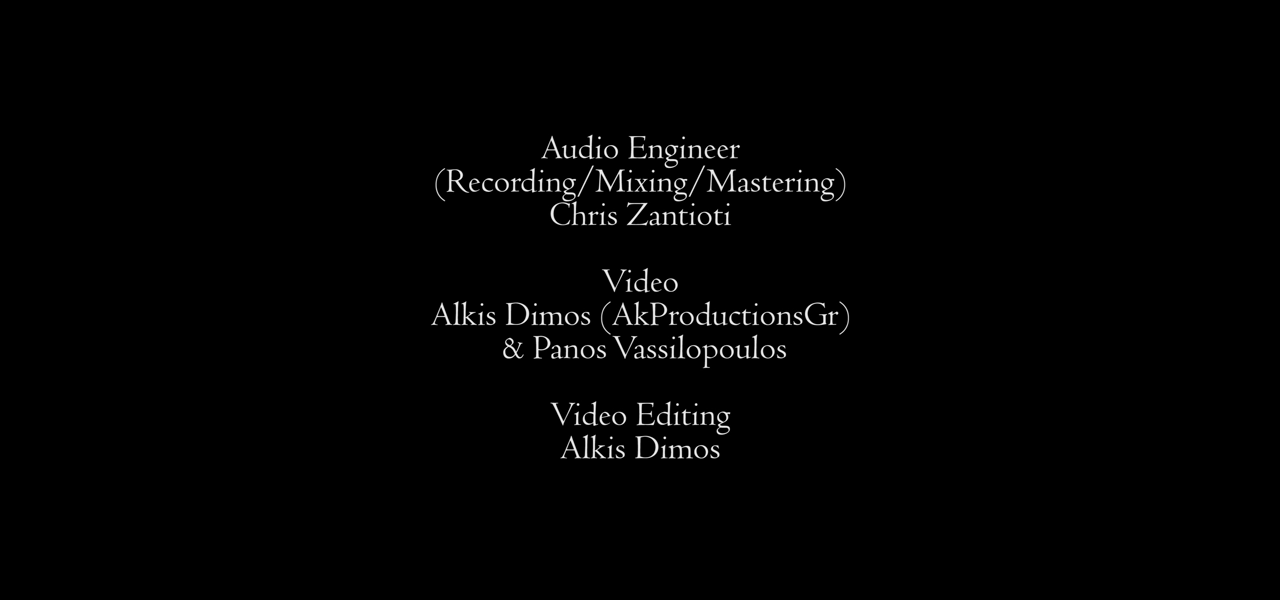 Audio Engineer
(Recording/Mixing/Mastering)
Chris Zantioti
Video
Alkis Dimos (AkProductionsGr)
& Panos Vassilopoulos
Video Editing
Alkis Dimos